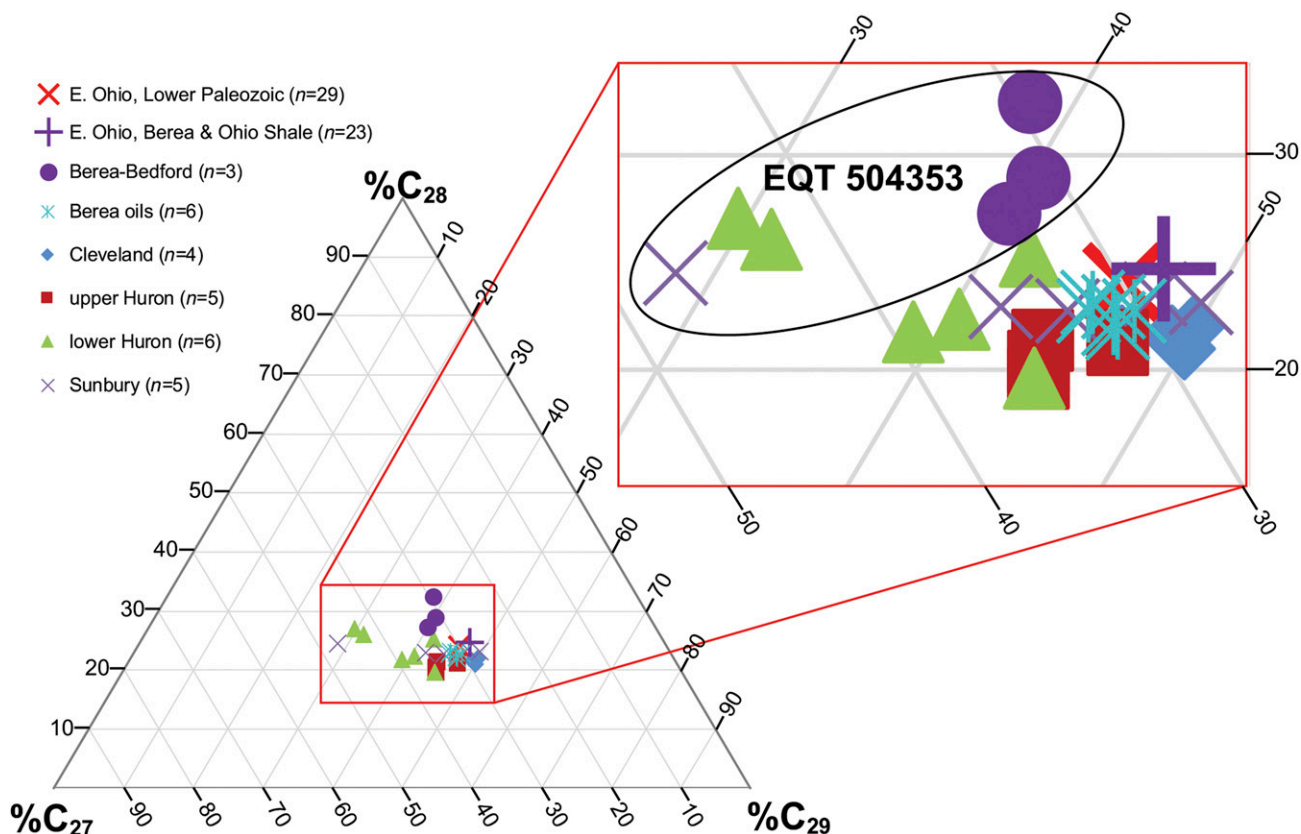 E. Ohio, Lower Paleozoic (n=29)
E. Ohio, Berea & Ohio Shale (n=23)
Berea-Bedford (n=3)
Berea oils (n=6)
Cleveland (n=4)
upper Huron (n=5)
lower Huron (n=6)
Sunbury (n=5)
%C28
90
80
70
60
50
40
30
20
10
10
20
30
40
50
60
70
80
90
%C27
90
80
70
60
50
40
30
20
10
%C29
30
40
30
50
20
50
40
30
EQT 504353